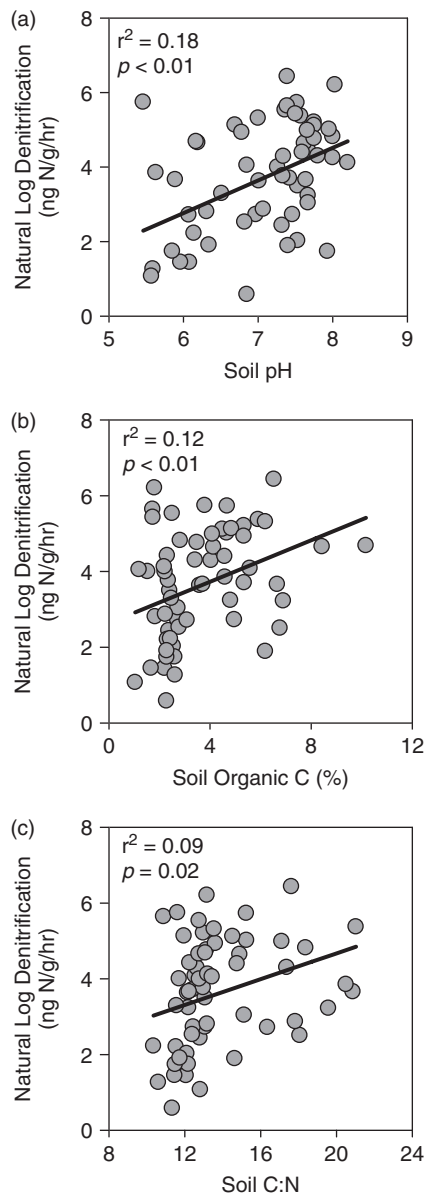 (a)
r² = 0.18
p < 0.01
Natural Log Denitrification
(ng N/g/hr)
8
6
4
2
0
5 6 7 8 9
Soil pH
(b)
r² = 0.12
p < 0.01
Natural Log Denitrification
(ng N/g/hr)
8
6
4
2
0
0 4 8 12
Soil Organic C (%)
(c)
r² = 0.09
p = 0.02
Natural Log Denitrification
(ng N/g/hr)
8
6
4
2
0
8 12 16 20 24
Soil C:N